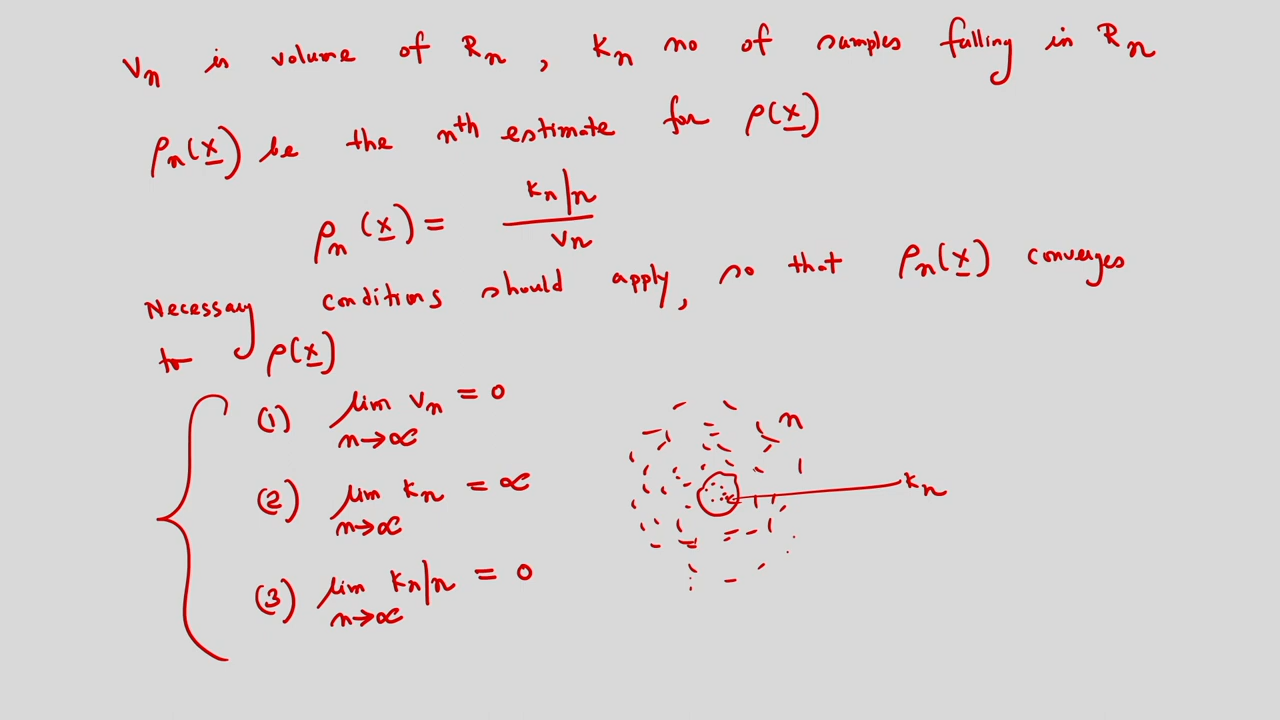 Vn is volume of Rn, Kn no of samples falling in Rn
Pn(x) be the nth estimate for P(x)
Pn(x) = Kn/n / Vn
Necessary conditions should apply, so that Pn(x) converges
to P(x)
(1) lim n→∞ Vn = 0
(2) lim n→∞ Kn = ∞
(3) lim n→∞ Kn/n = 0
n
Kn